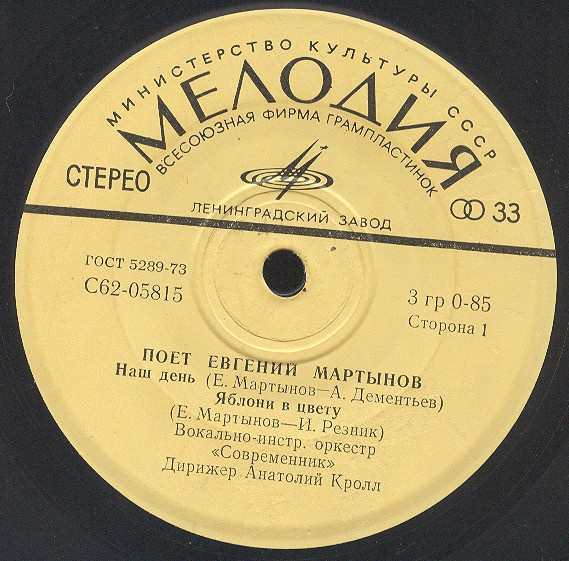 МИНИСТЕРСТВО КУЛЬТУРЫ СССР
МЕЛОДИЯ
ВСЕСОЮЗНАЯ ФИРМА ГРАМПЛАСТИНОК
СТЕРЕО
33
ЛЕНИНГРАДСКИЙ ЗАВОД
ГОСТ 5289-73
С62-05815
3 гр 0-85
Сторона 1
ПОЕТ ЕВГЕНИЙ МАРТЫНОВ
Наш день (Е. Мартынов—А. Дементьев)
Яблони в цвету
(Е. Мартынов—И. Резник)
Вокально-инстр. оркестр
«Современник»
Дирижер Анатолий Кролл